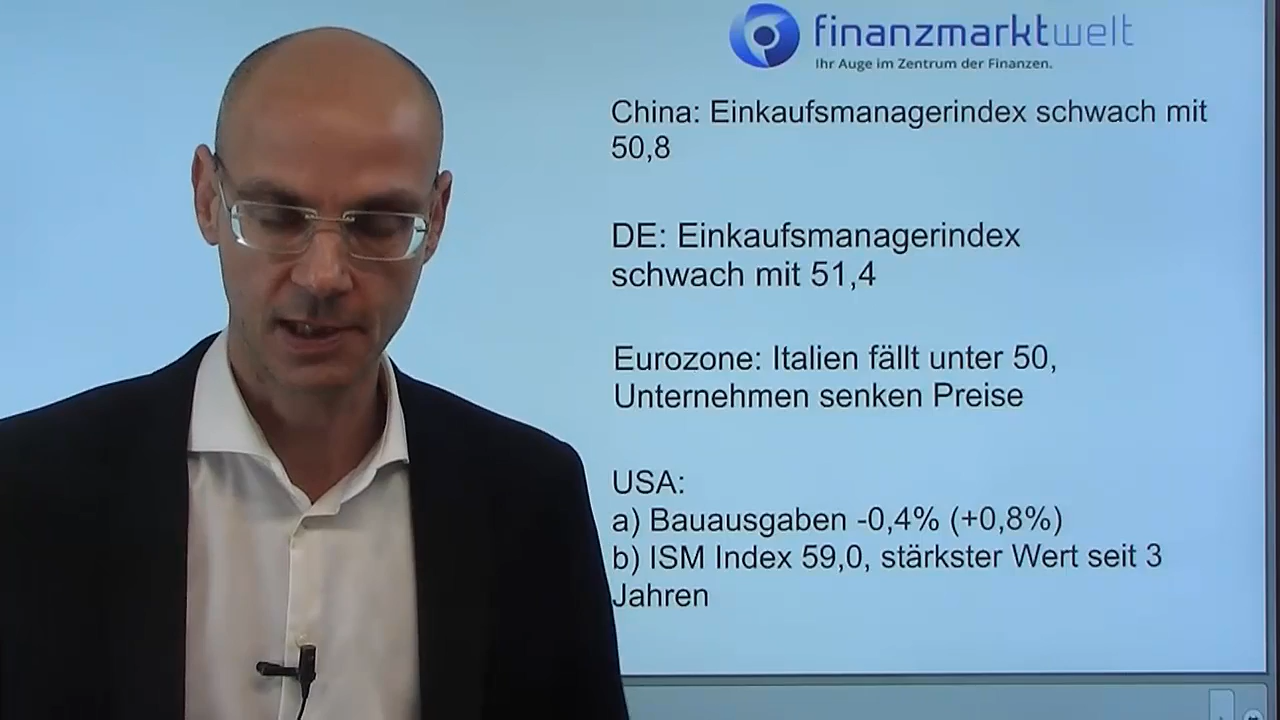 finanzmarktwelt
Ihr Auge im Zentrum der Finanzen.
China: Einkaufsmanagerindex schwach mit
50,8
DE: Einkaufsmanagerindex
schwach mit 51,4
Eurozone: Italien fällt unter 50,
Unternehmen senken Preise
USA:
a) Bauausgaben -0,4% (+0,8%)
b) ISM Index 59,0, stärkster Wert seit 3
Jahren